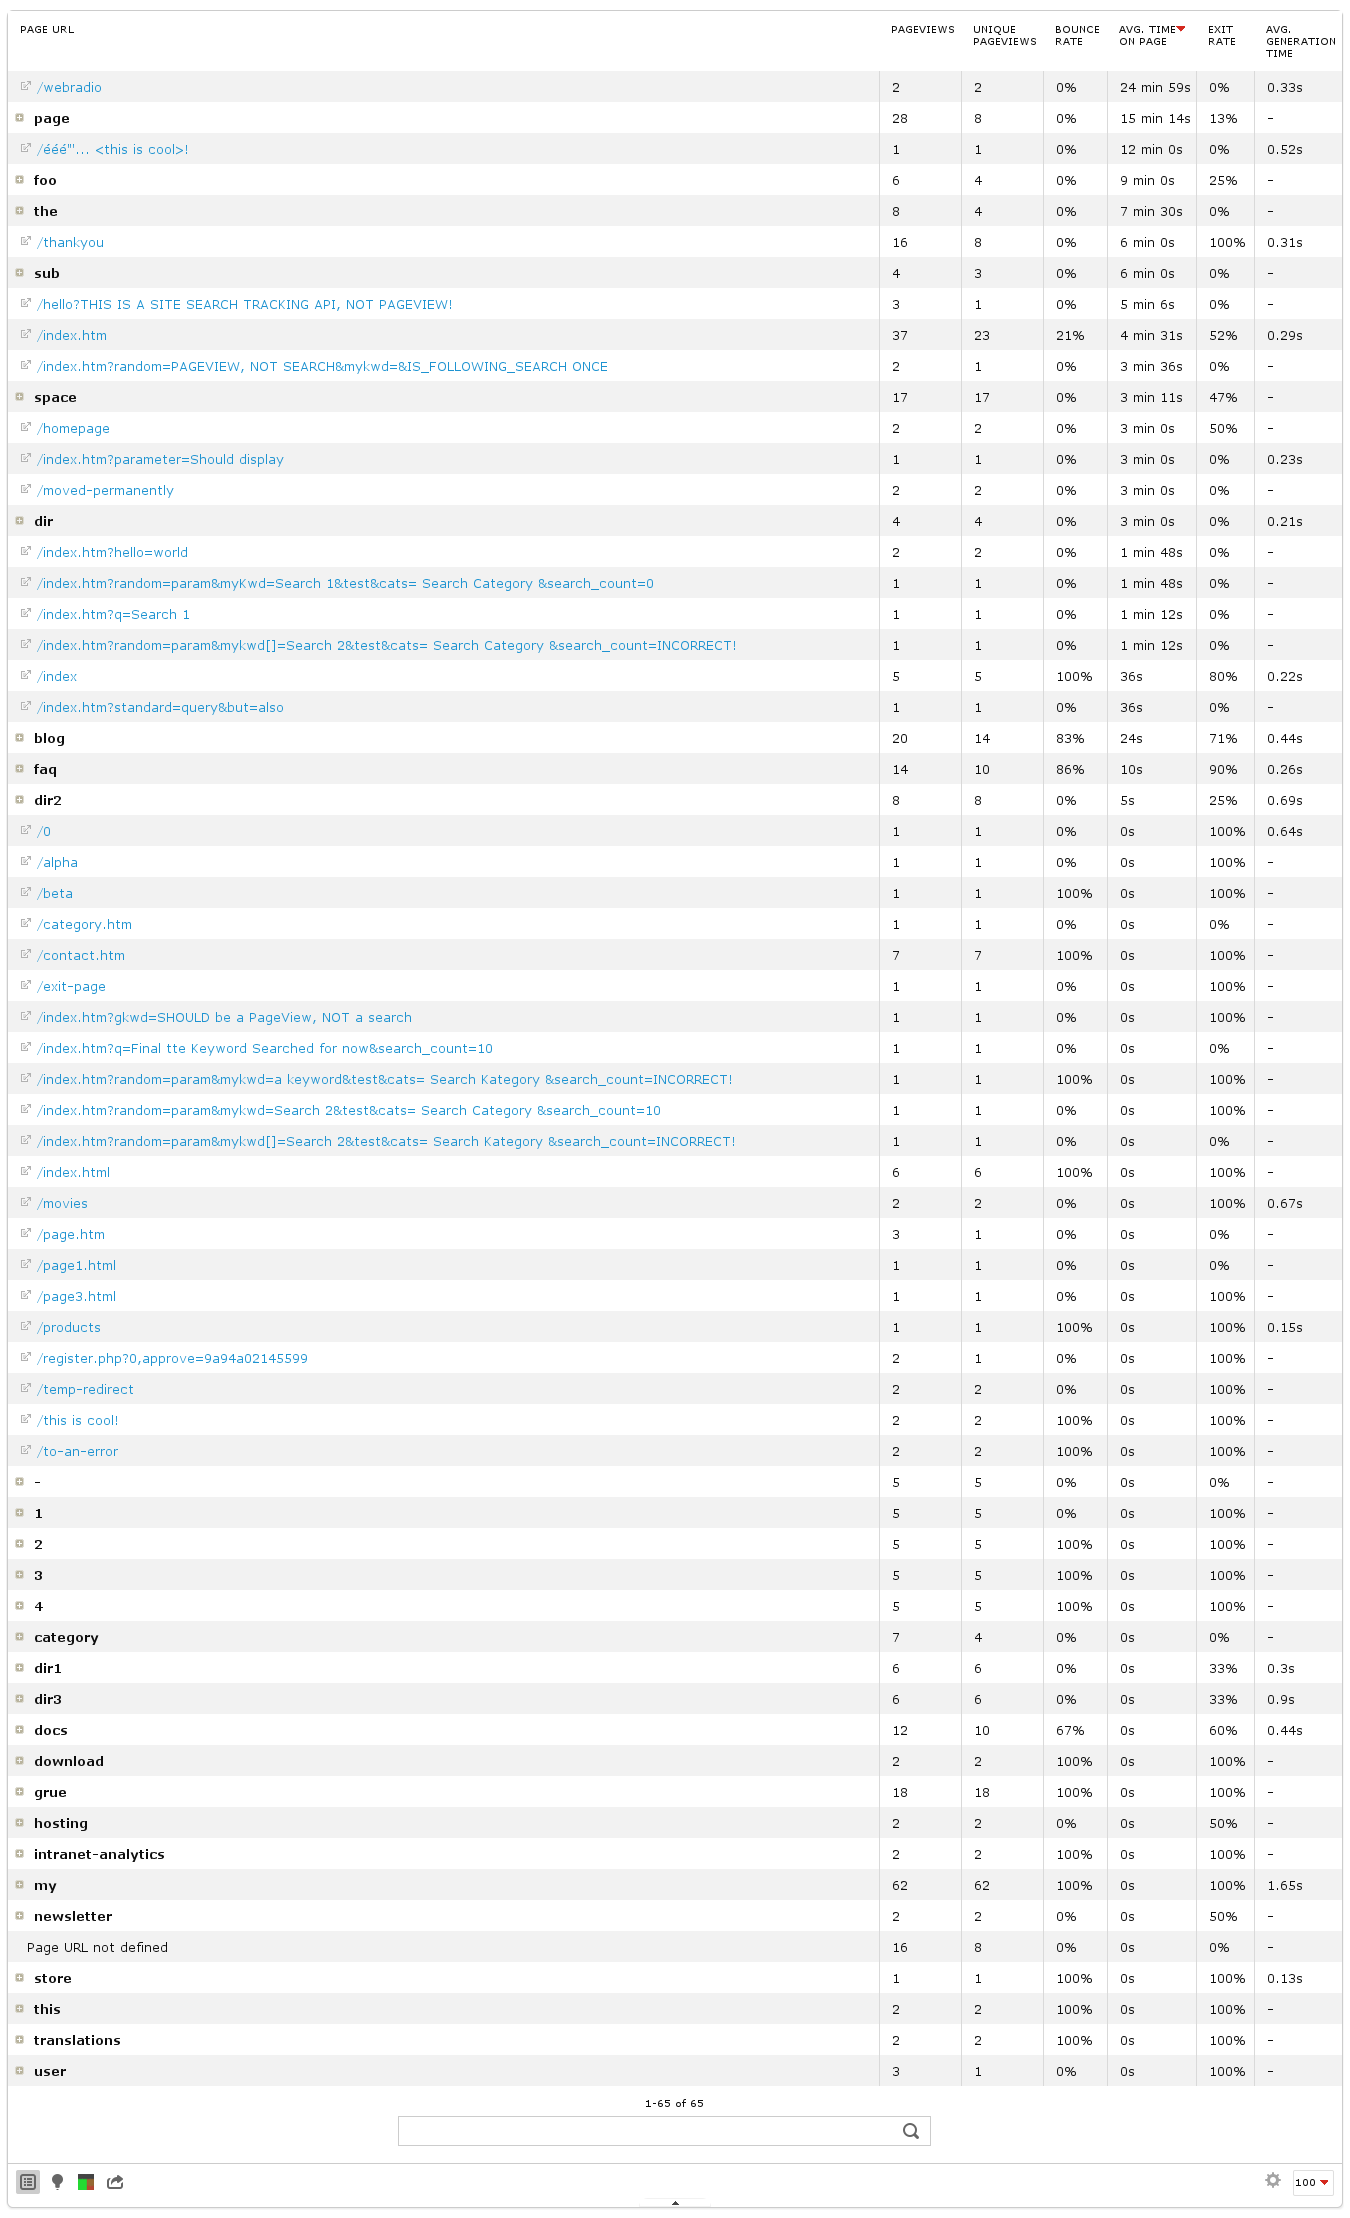 PAGE URL PAGEVIEWS UNIQUE PAGEVIEWS BOUNCE RATE AVG. TIME ON PAGE EXIT RATE AVG. GENERATION TIME
/webradio 2 2 0% 24 min 59s 0% 0.33s
page 28 8 0% 15 min 14s 13% -
/ééé"'... <this is cool>! 1 1 0% 12 min 0s 0% 0.52s
foo 6 4 0% 9 min 0s 25% -
the 8 4 0% 7 min 30s 0% -
/thankyou 16 8 0% 6 min 0s 100% 0.31s
sub 4 3 0% 6 min 0s 0% -
/hello?THIS IS A SITE SEARCH TRACKING API, NOT PAGEVIEW! 3 1 0% 5 min 6s 0% -
/index.htm 37 23 21% 4 min 31s 52% 0.29s
/index.htm?random=PAGEVIEW, NOT SEARCH&mykwd=&IS_FOLLOWING_SEARCH ONCE 2 1 0% 3 min 36s 0% -
space 17 17 0% 3 min 11s 47% -
/homepage 2 2 0% 3 min 0s 50% -
/index.htm?parameter=Should display 1 1 0% 3 min 0s 0% 0.23s
/moved-permanently 2 2 0% 3 min 0s 0% -
dir 4 4 0% 3 min 0s 0% 0.21s
/index.htm?hello=world 2 2 0% 1 min 48s 0% -
/index.htm?random=param&myKwd=Search 1&test&cats= Search Category &search_count=0 1 1 0% 1 min 48s 0% -
/index.htm?q=Search 1 1 1 0% 1 min 12s 0% -
/index.htm?random=param&mykwd[]=Search 2&test&cats= Search Category &search_count=INCORRECT! 1 1 0% 1 min 12s 0% -
/index 5 5 100% 36s 80% 0.22s
/index.htm?standard=query&but=also 1 1 0% 36s 0% -
blog 20 14 83% 24s 71% 0.44s
faq 14 10 86% 10s 90% 0.26s
dir2 8 8 0% 5s 25% 0.69s
/0 1 1 0% 0s 100% 0.64s
/alpha 1 1 0% 0s 100% -
/beta 1 1 100% 0s 100% -
/category.htm 1 1 0% 0s 0% -
/contact.htm 7 7 100% 0s 100% -
/exit-page 1 1 0% 0s 100% -
/index.htm?gkwd=SHOULD be a PageView, NOT a search 1 1 0% 0s 100% -
/index.htm?q=Final tte Keyword Searched for now&search_count=10 1 1 0% 0s 0% -
/index.htm?random=param&mykwd=a keyword&test&cats= Search Kategory &search_count=INCORRECT! 1 1 100% 0s 100% -
/index.htm?random=param&mykwd=Search 2&test&cats= Search Category &search_count=10 1 1 0% 0s 100% -
/index.htm?random=param&mykwd[]=Search 2&test&cats= Search Kategory &search_count=INCORRECT! 1 1 0% 0s 0% -
/index.html 6 6 100% 0s 100% -
/movies 2 2 0% 0s 100% 0.67s
/page.htm 3 1 0% 0s 0% -
/page1.html 1 1 0% 0s 0% -
/page3.html 1 1 0% 0s 100% -
/products 1 1 100% 0s 100% 0.15s
/register.php?0,approve=9a94a02145599 2 1 0% 0s 100% -
/temp-redirect 2 2 0% 0s 100% -
/this is cool! 2 2 100% 0s 100% -
/to-an-error 2 2 100% 0s 100% -
- 5 5 0% 0s 0% -
1 5 5 0% 0s 100% -
2 5 5 100% 0s 100% -
3 5 5 100% 0s 100% -
4 5 5 100% 0s 100% -
category 7 4 0% 0s 0% -
dir1 6 6 0% 0s 33% 0.3s
dir3 6 6 0% 0s 33% 0.9s
docs 12 10 67% 0s 60% 0.44s
download 2 2 100% 0s 100% -
grue 18 18 100% 0s 100% -
hosting 2 2 0% 0s 50% -
intranet-analytics 2 2 100% 0s 100% -
my 62 62 100% 0s 100% 1.65s
newsletter 2 2 0% 0s 50% -
Page URL not defined 16 8 0% 0s 0% -
store 1 1 100% 0s 100% 0.13s
this 2 2 100% 0s 100% -
translations 2 2 100% 0s 100% -
user 3 1 0% 0s 100% -
1-65 of 65
100